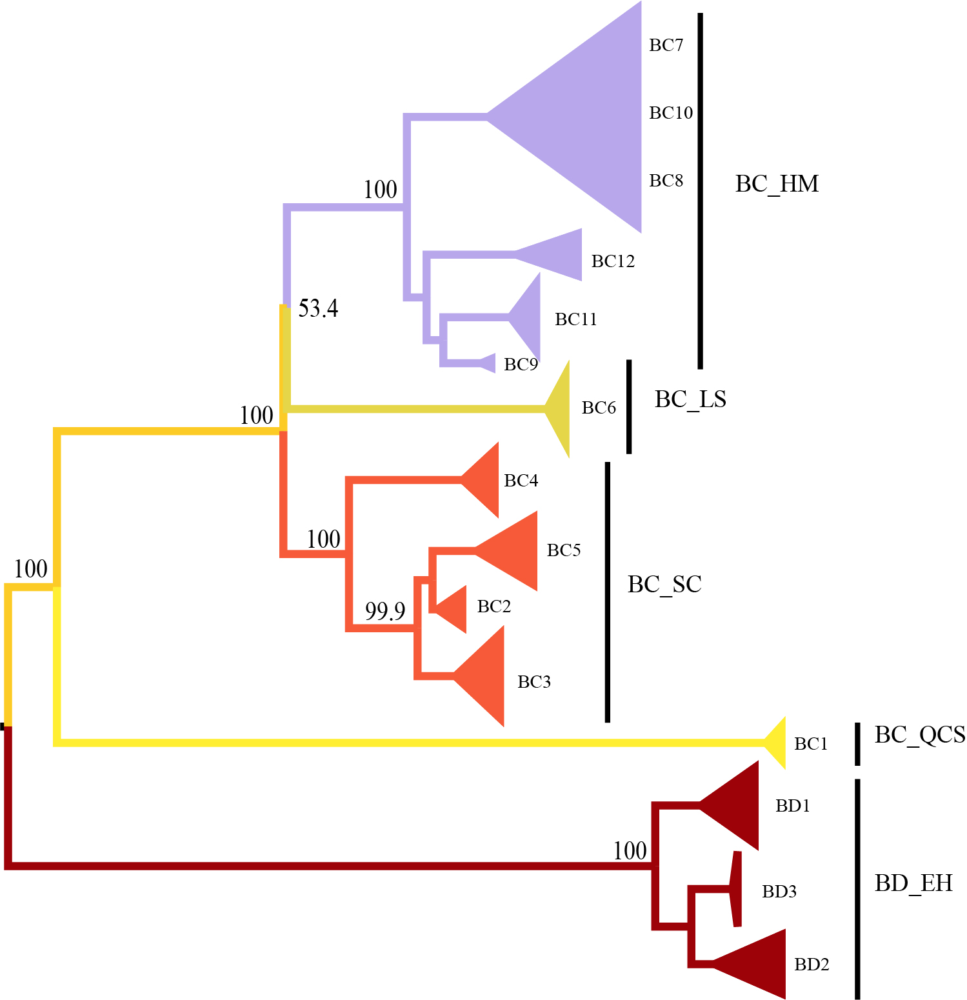 BC7
BC10
BC8
BC_HM
100
BC12
53.4
BC11
BC9
BC_LS
BC6
100
BC4
100
BC5
BC_SC
100
99.9
BC2
BC3
BC_QCS
BC1
BD1
100
BD_EH
BD3
BD2